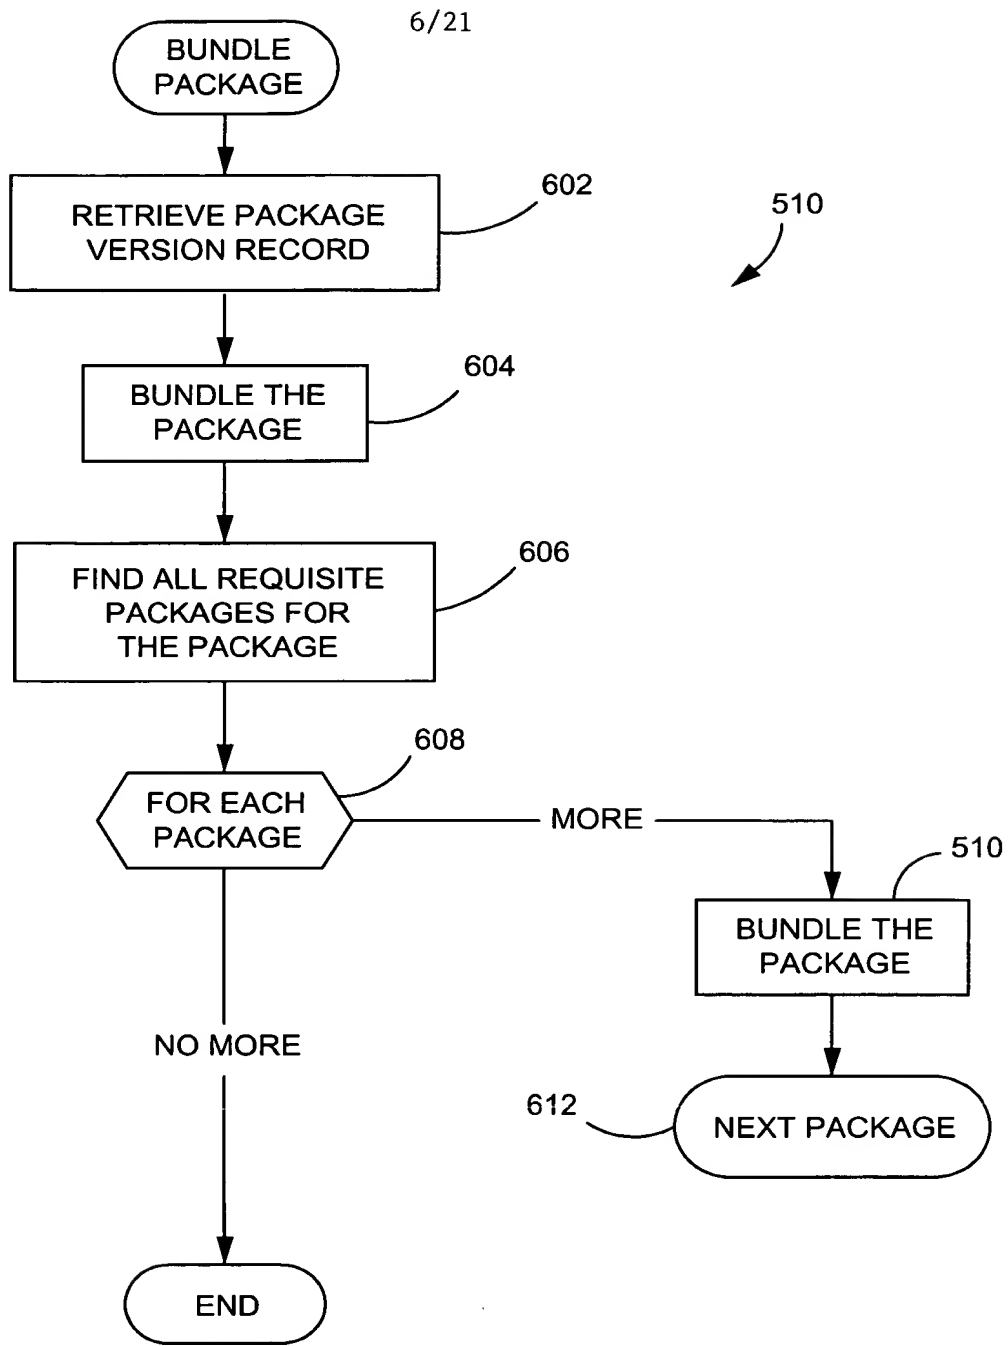 6/21
BUNDLE
PACKAGE
602
RETRIEVE PACKAGE
VERSION RECORD
510
604
BUNDLE THE
PACKAGE
606
FIND ALL REQUISITE
PACKAGES FOR
THE PACKAGE
608
FOR EACH
PACKAGE
MORE
510
BUNDLE THE
PACKAGE
NO MORE
612
NEXT PACKAGE
END